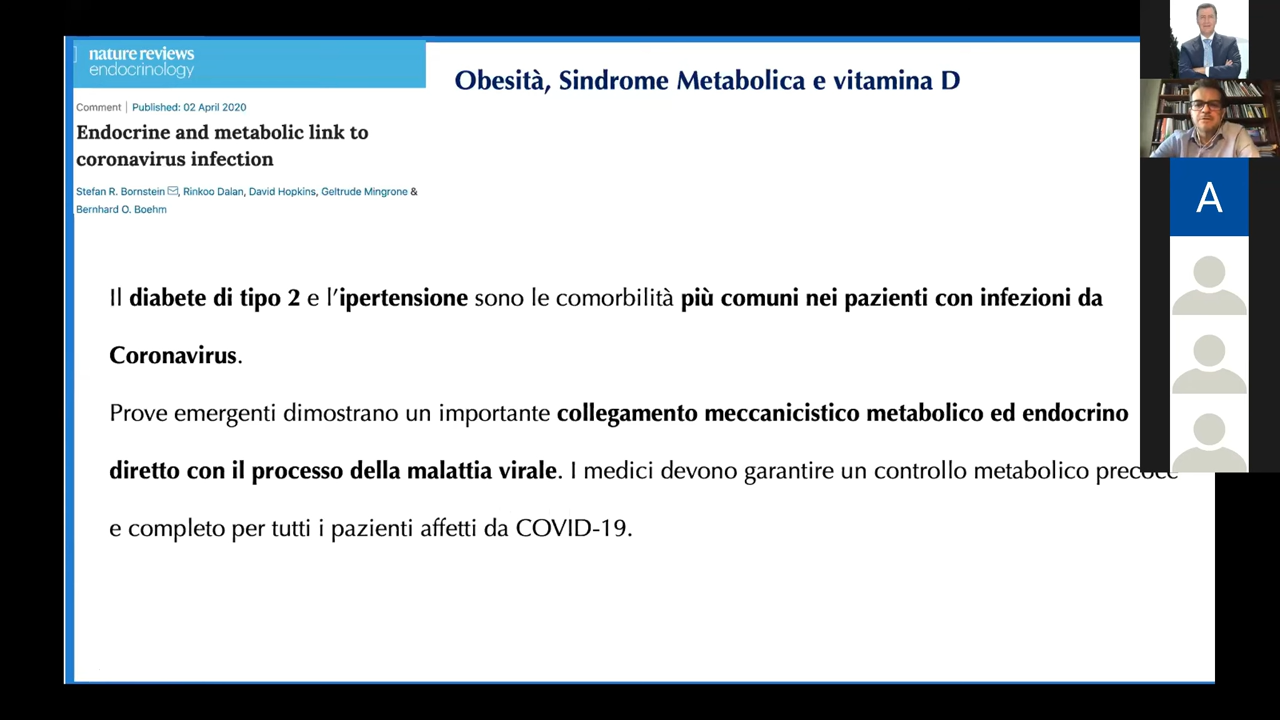 nature reviews
endocrinology
Obesità, Sindrome Metabolica e vitamina D
Comment | Published: 02 April 2020
Endocrine and metabolic link to
coronavirus infection
Stefan R. Bornstein, Rinkoo Dalan, David Hopkins, Geltrude Mingrone &
Bernhard O. Boehm
A
Il diabete di tipo 2 e l’ipertensione sono le comorbilità più comuni nei pazienti con infezioni da
Coronavirus.
Prove emergenti dimostrano un importante collegamento meccanicistico metabolico ed endocrino
diretto con il processo della malattia virale. I medici devono garantire un controllo metabolico precoce
e completo per tutti i pazienti affetti da COVID-19.